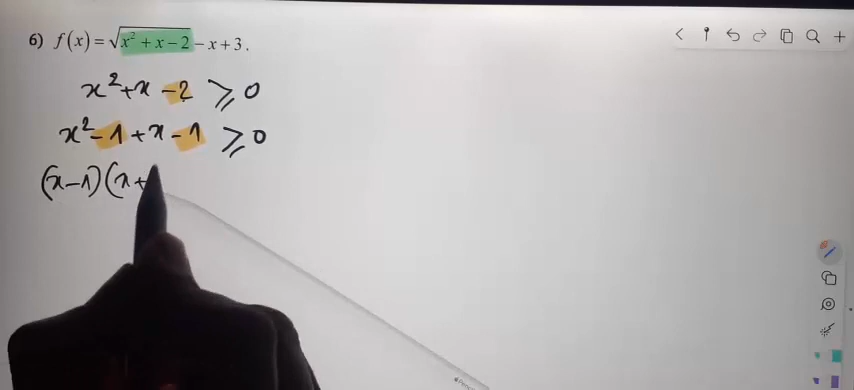 6) f(x) = √(x² + x − 2) − x + 3.
x² + x − 2 ⩾ 0
x² − 1 + x − 1 ⩾ 0
(x − 1)(x +